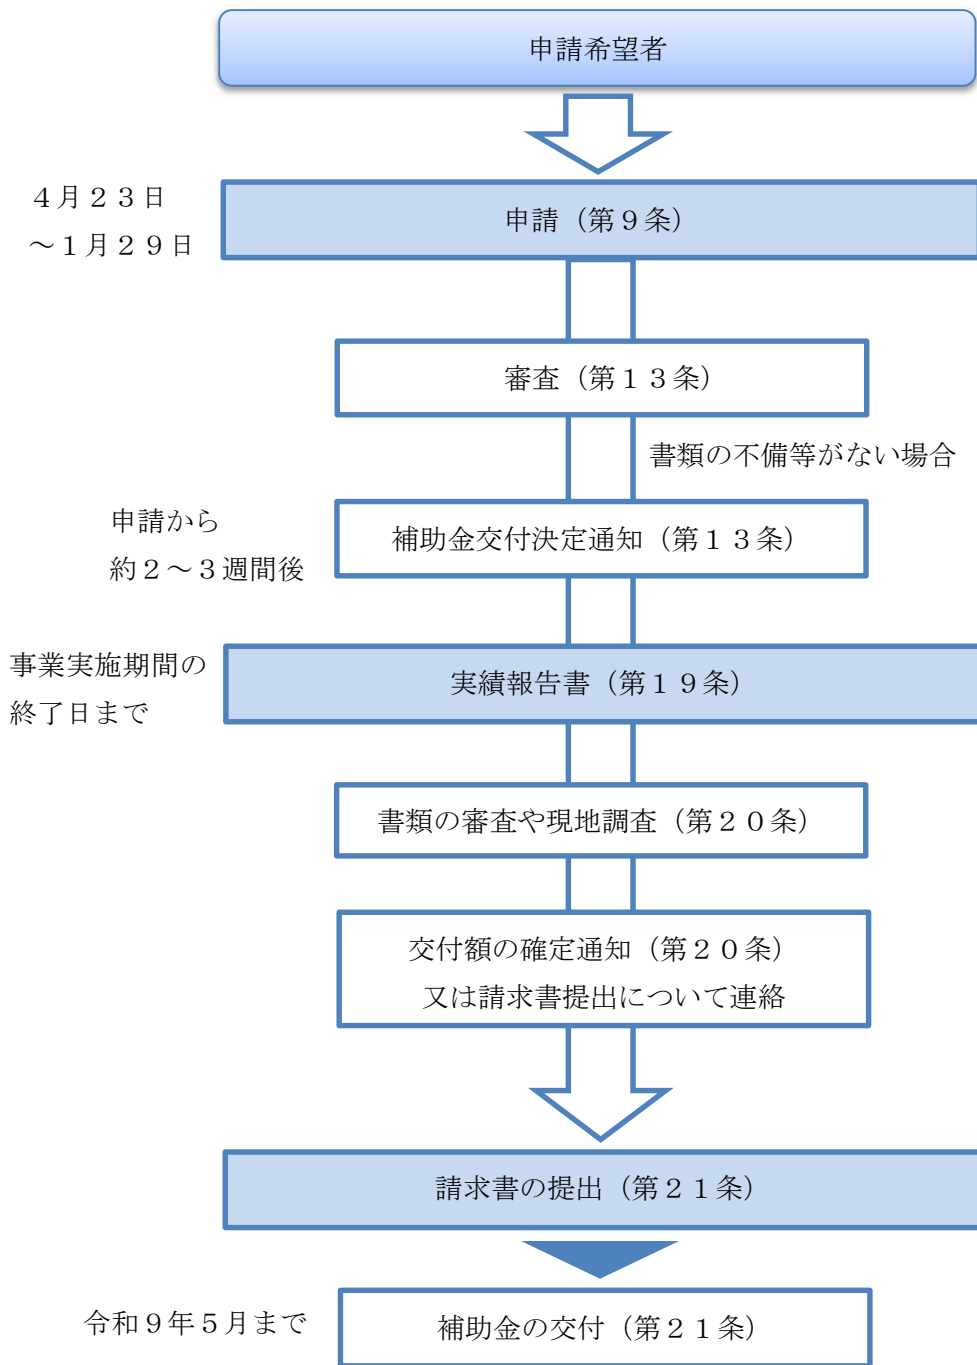 申請希望者
４月２３日
～１月２９日
申請（第９条）
審査（第１３条）
書類の不備等がない場合
申請から
約２～３週間後
補助金交付決定通知（第１３条）
事業実施期間の
終了日まで
実績報告書（第１９条）
書類の審査や現地調査（第２０条）
交付額の確定通知（第２０条）
又は請求書提出について連絡
請求書の提出（第２１条）
令和９年５月まで
補助金の交付（第２１条）